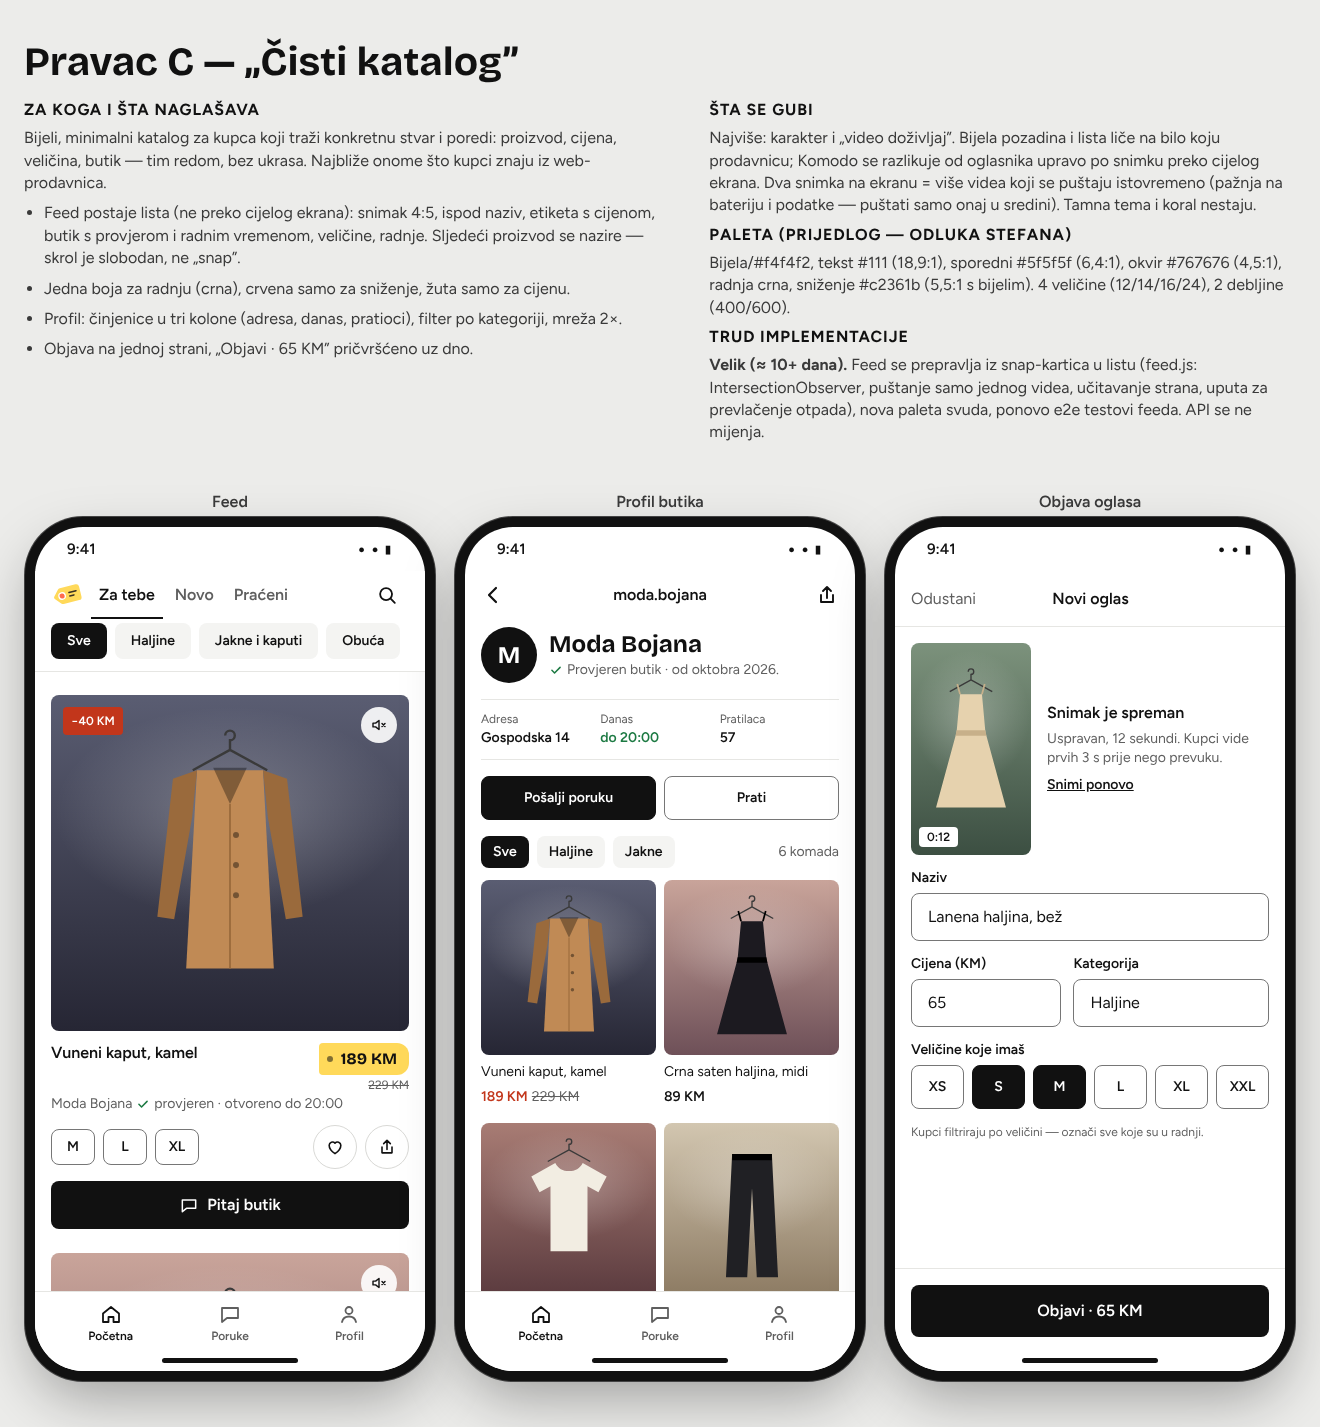 Pravac C — „Čisti katalog”
ZA KOGA I ŠTA NAGLAŠAVA
Bijeli, minimalni katalog za kupca koji traži konkretnu stvar i poredi: proizvod, cijena,
veličina, butik — tim redom, bez ukrasa. Najbliže onome što kupci znaju iz web-
prodavnica.
• Feed postaje lista (ne preko cijelog ekrana): snimak 4:5, ispod naziv, etiketa s cijenom,
butik s provjerom i radnim vremenom, veličine, radnje. Sljedeći proizvod se nazire —
skrol je slobodan, ne „snap”.
• Jedna boja za radnju (crna), crvena samo za sniženje, žuta samo za cijenu.
• Profil: činjenice u tri kolone (adresa, danas, pratioci), filter po kategoriji, mreža 2×.
• Objava na jednoj strani, „Objavi · 65 KM” pričvršćeno uz dno.
ŠTA SE GUBI
Najviše: karakter i „video doživljaj”. Bijela pozadina i lista liče na bilo koju
prodavnicu; Komodo se razlikuje od oglasnika upravo po snimku preko cijelog
ekrana. Dva snimka na ekranu = više videa koji se puštaju istovremeno (pažnja na
bateriju i podatke — puštati samo onaj u sredini). Tamna tema i koral nestaju.
PALETA (PRIJEDLOG — ODLUKA STEFANA)
Bijela/#f4f4f2, tekst #111 (18,9:1), sporedni #5f5f5f (6,4:1), okvir #767676 (4,5:1),
radnja crna, sniženje #c2361b (5,5:1 s bijelim). 4 veličine (12/14/16/24), 2 debljine
(400/600).
TRUD IMPLEMENTACIJE
Velik (≈ 10+ dana). Feed se prepravlja iz snap-kartica u listu (feed.js:
IntersectionObserver, puštanje samo jednog videa, učitavanje strana, uputa za
prevlačenje otpada), nova paleta svuda, ponovo e2e testovi feeda. API se ne
mijenja.
Feed
9:41
Za tebe Novo Praćeni
Sve Haljine Jakne i kaputi Obuća
−40 KM
Vuneni kaput, kamel
189 KM
229 KM
Moda Bojana ✓ provjeren · otvoreno do 20:00
M L XL
Pitaj butik
Početna Poruke Profil
Profil butika
9:41
moda.bojana
M
Moda Bojana
✓ Provjeren butik · od oktobra 2026.
Adresa Danas Pratilaca
Gospodska 14 do 20:00 57
Pošalji poruku Prati
Sve Haljine Jakne 6 komada
Vuneni kaput, kamel Crna saten haljina, midi
189 KM 229 KM 89 KM
Početna Poruke Profil
Objava oglasa
9:41
Odustani Novi oglas
0:12
Snimak je spreman
Uspravan, 12 sekundi. Kupci vide
prvih 3 s prije nego prevuku.
Snimi ponovo
Naziv
Lanena haljina, bež
Cijena (KM) Kategorija
65 Haljine
Veličine koje imaš
XS S M L XL XXL
Kupci filtriraju po veličini — označi sve koje su u radnji.
Objavi · 65 KM